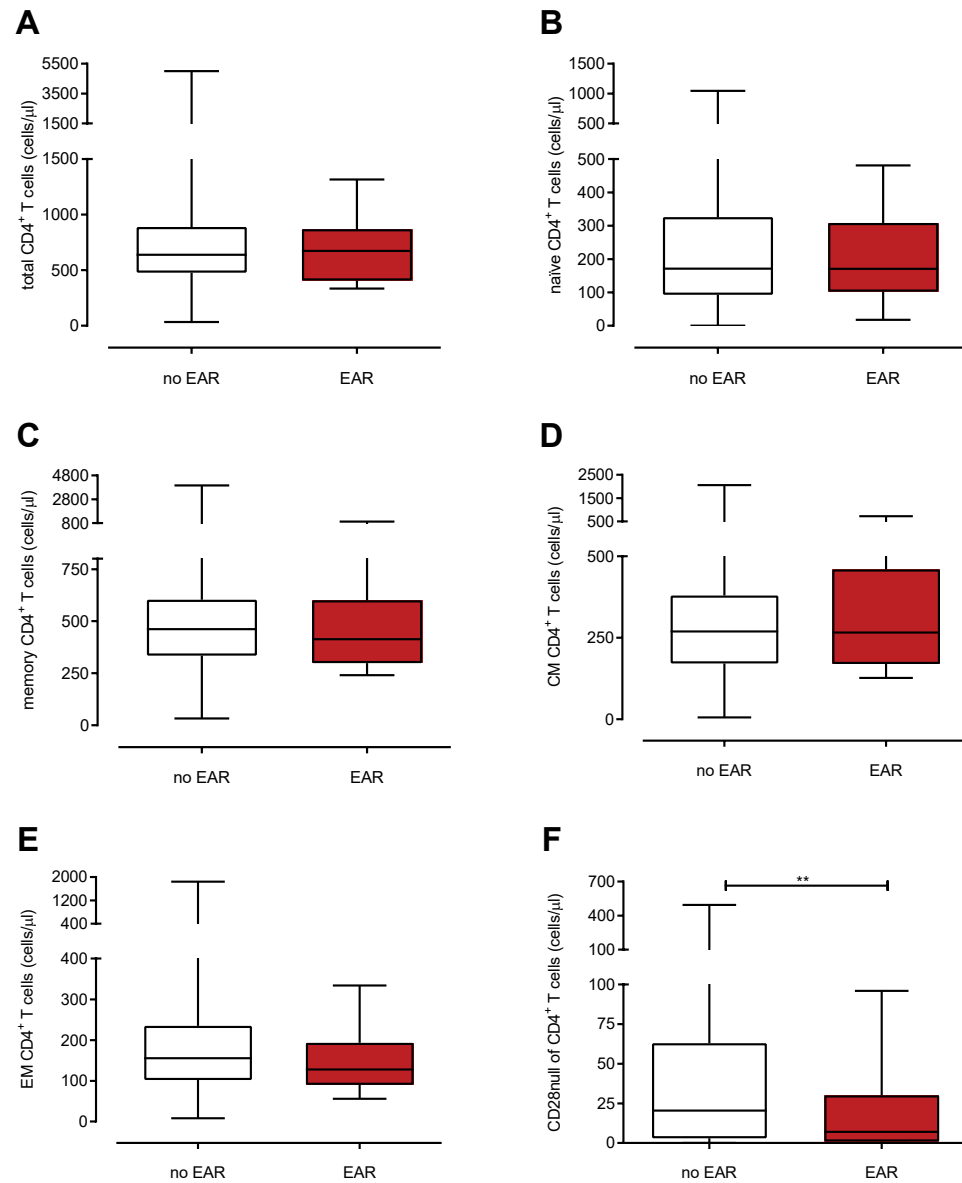 A
total CD4+ T cells (cells/µl)
5500
3500
1500
1500
1000
500
0
no EAR
EAR
B
naïve CD4+ T cells (cells/µl)
1500
1000
500
500
400
300
200
100
0
no EAR
EAR
C
memory CD4+ T cells (cells/µl)
4800
2800
800
750
500
250
0
no EAR
EAR
D
CM CD4+ T cells (cells/µl)
2500
1500
500
500
250
0
no EAR
EAR
E
EM CD4+ T cells (cells/µl)
2000
1200
400
400
300
200
100
0
no EAR
EAR
F
CD28null of CD4+ T cells (cells/µl)
700
400
100
100
75
50
25
0
**
no EAR
EAR